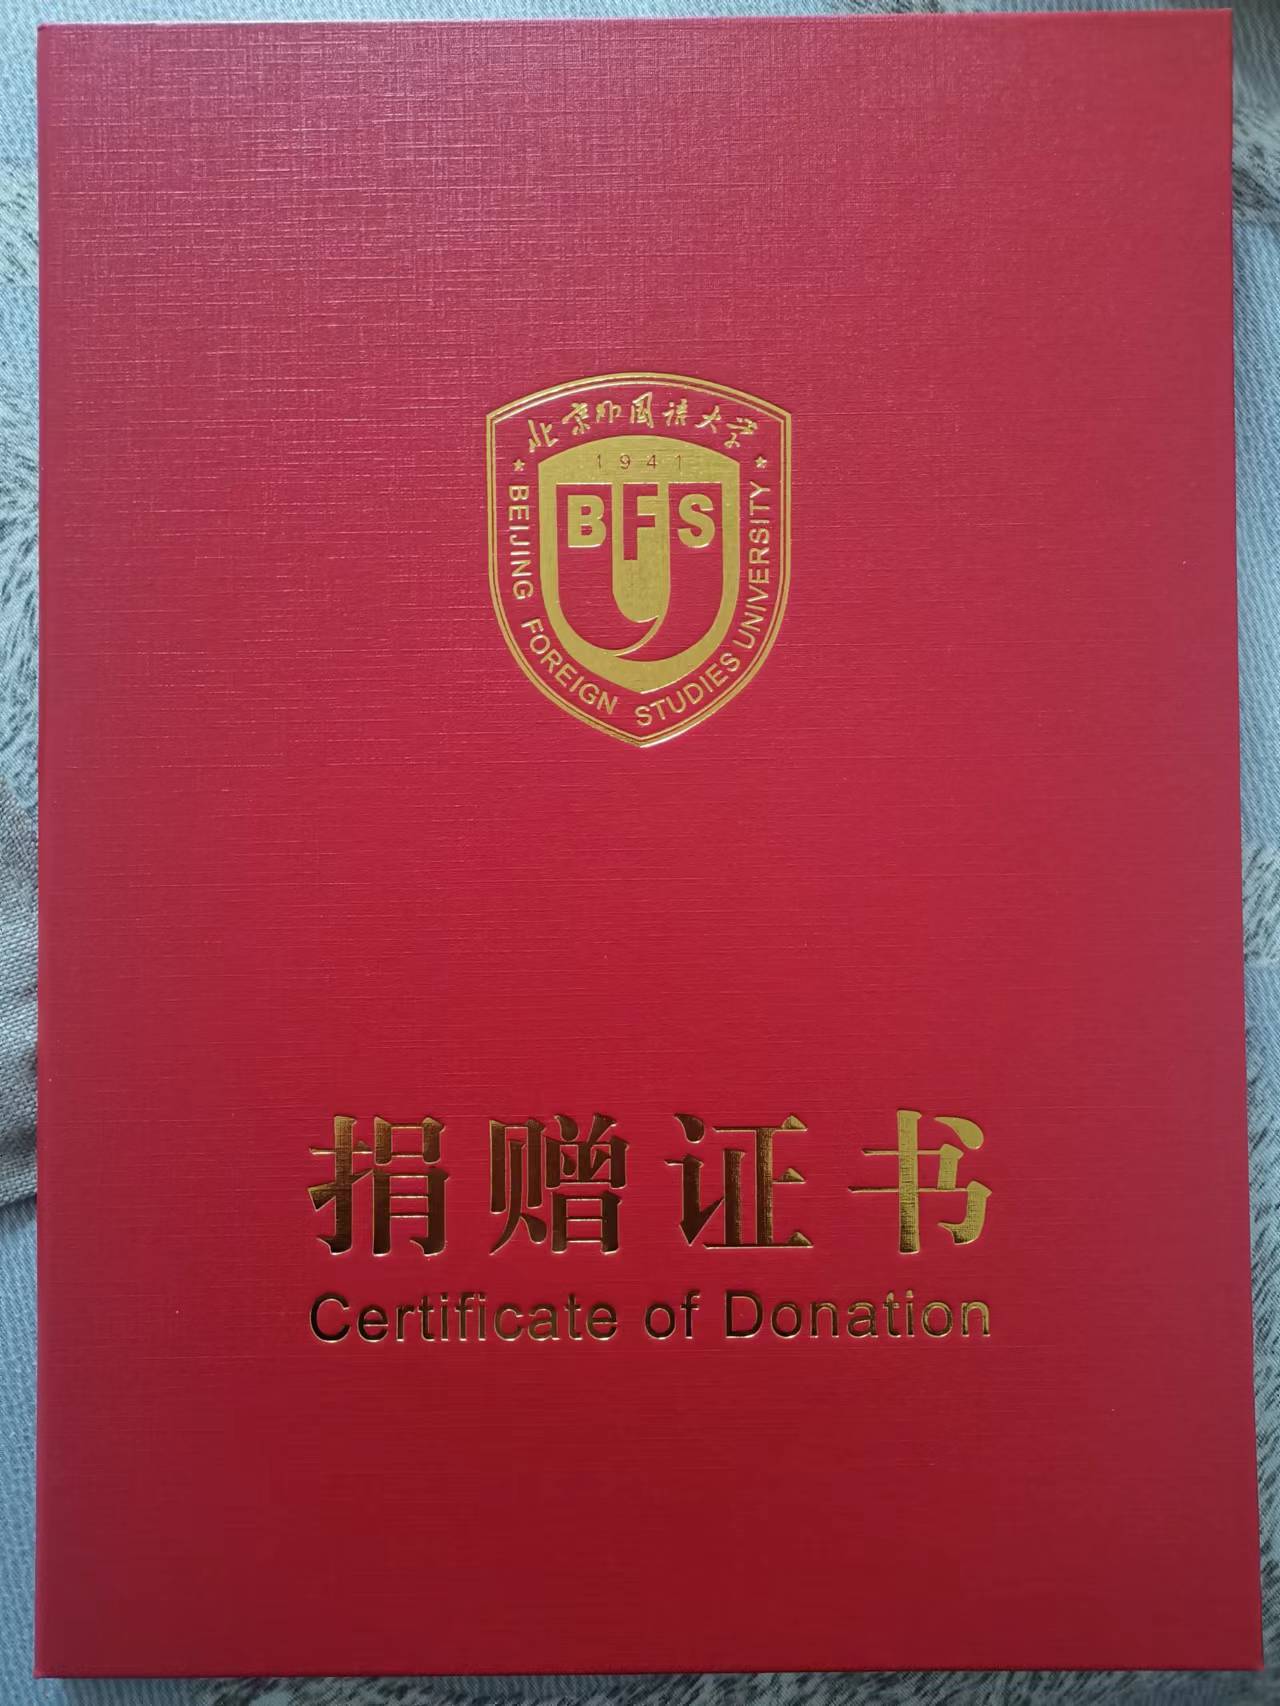 北京外国语大学
1941
BFSU
BEIJING FOREIGN STUDIES UNIVERSITY
捐赠证书
Certificate of Donation